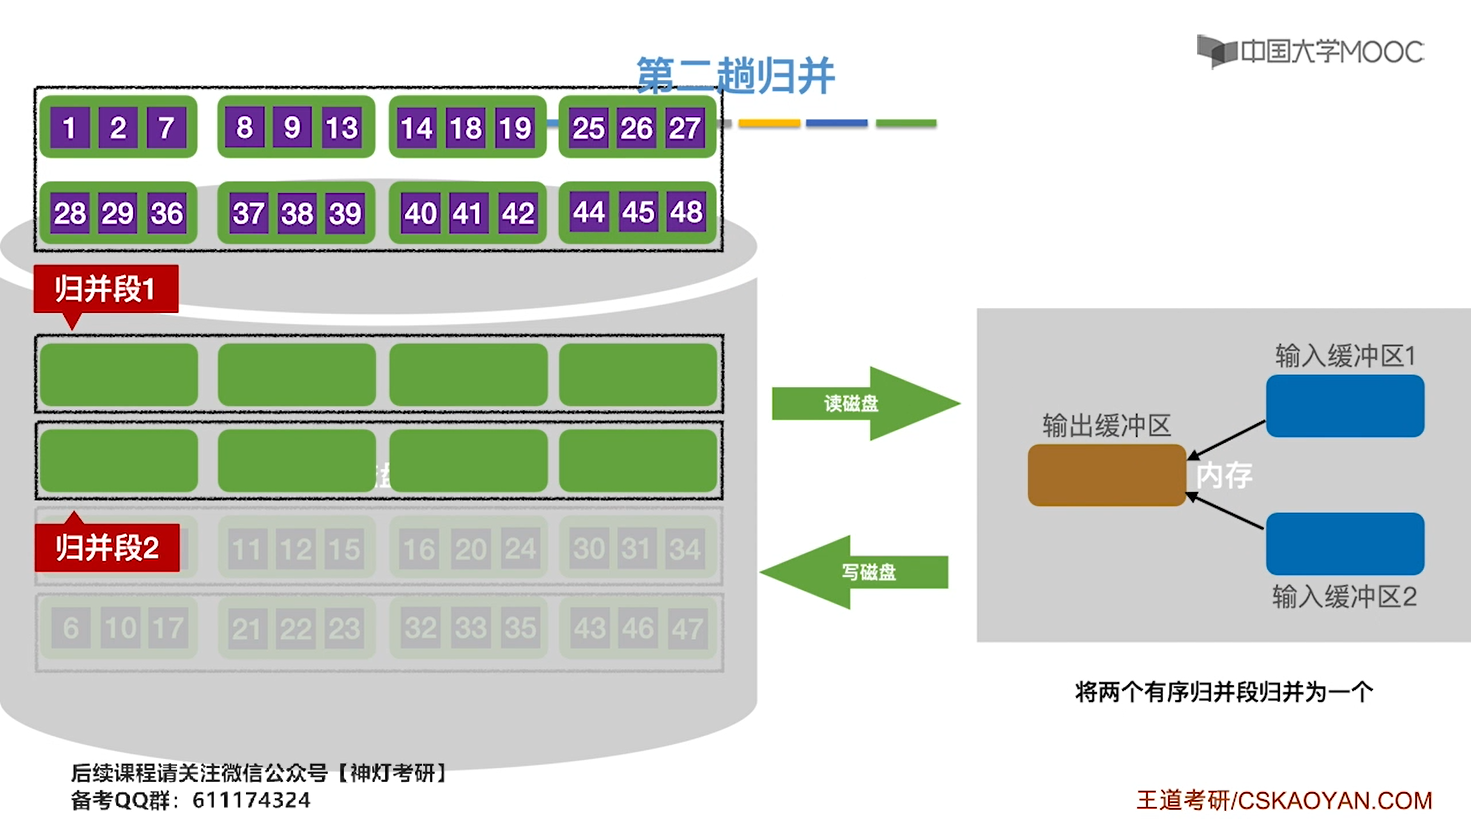 中国大学MOOC
第二趟归并
1 2 7 8 9 13 14 18 19 25 26 27
28 29 36 37 38 39 40 41 42 44 45 48
归并段1
读磁盘
输入缓冲区1
输出缓冲区
内存
归并段2
11 12 15 16 20 24 30 31 34
写磁盘
输入缓冲区2
6 10 17 21 22 23 32 33 35 43 46 47
将两个有序归并段归并为一个
后续课程请关注微信公众号【神灯考研】
备考QQ群：611174324
王道考研/CSKAOYAN.COM